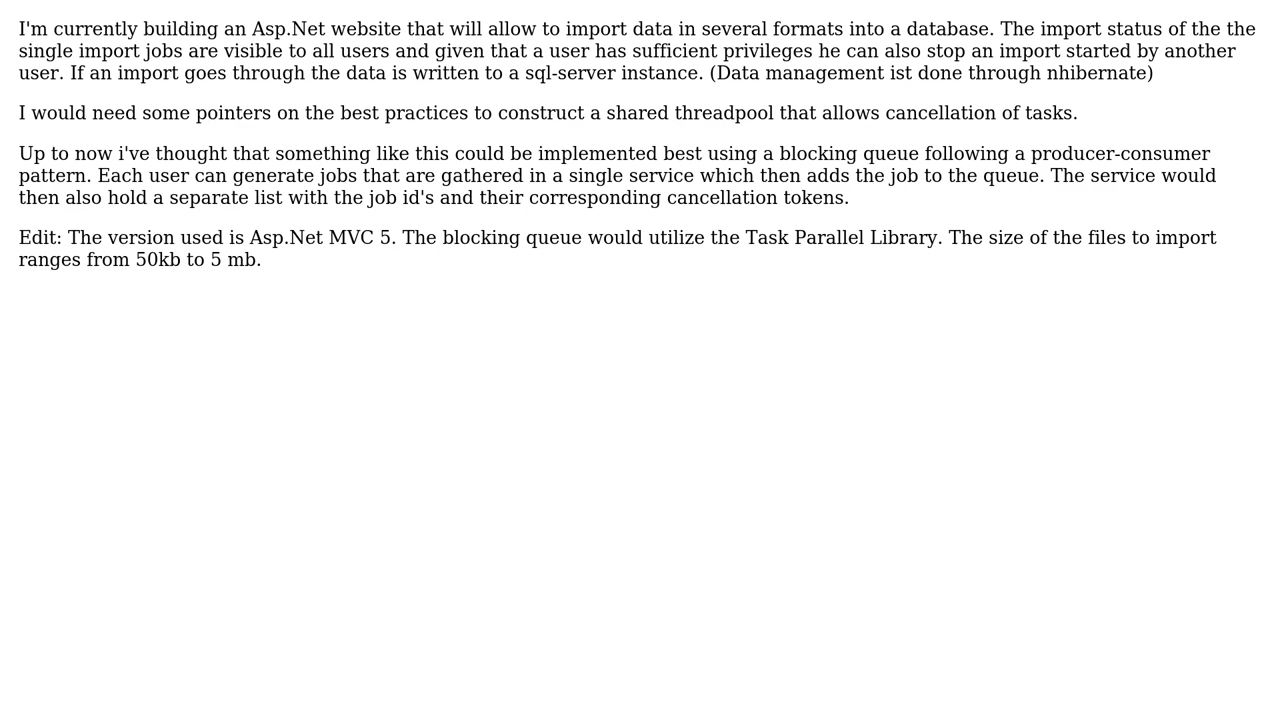 I'm currently building an Asp.Net website that will allow to import data in several formats into a database. The import status of the the
single import jobs are visible to all users and given that a user has sufficient privileges he can also stop an import started by another
user. If an import goes through the data is written to a sql-server instance. (Data management ist done through nhibernate)
I would need some pointers on the best practices to construct a shared threadpool that allows cancellation of tasks.
Up to now i've thought that something like this could be implemented best using a blocking queue following a producer-consumer
pattern. Each user can generate jobs that are gathered in a single service which then adds the job to the queue. The service would
then also hold a separate list with the job id's and their corresponding cancellation tokens.
Edit: The version used is Asp.Net MVC 5. The blocking queue would utilize the Task Parallel Library. The size of the files to import
ranges from 50kb to 5 mb.